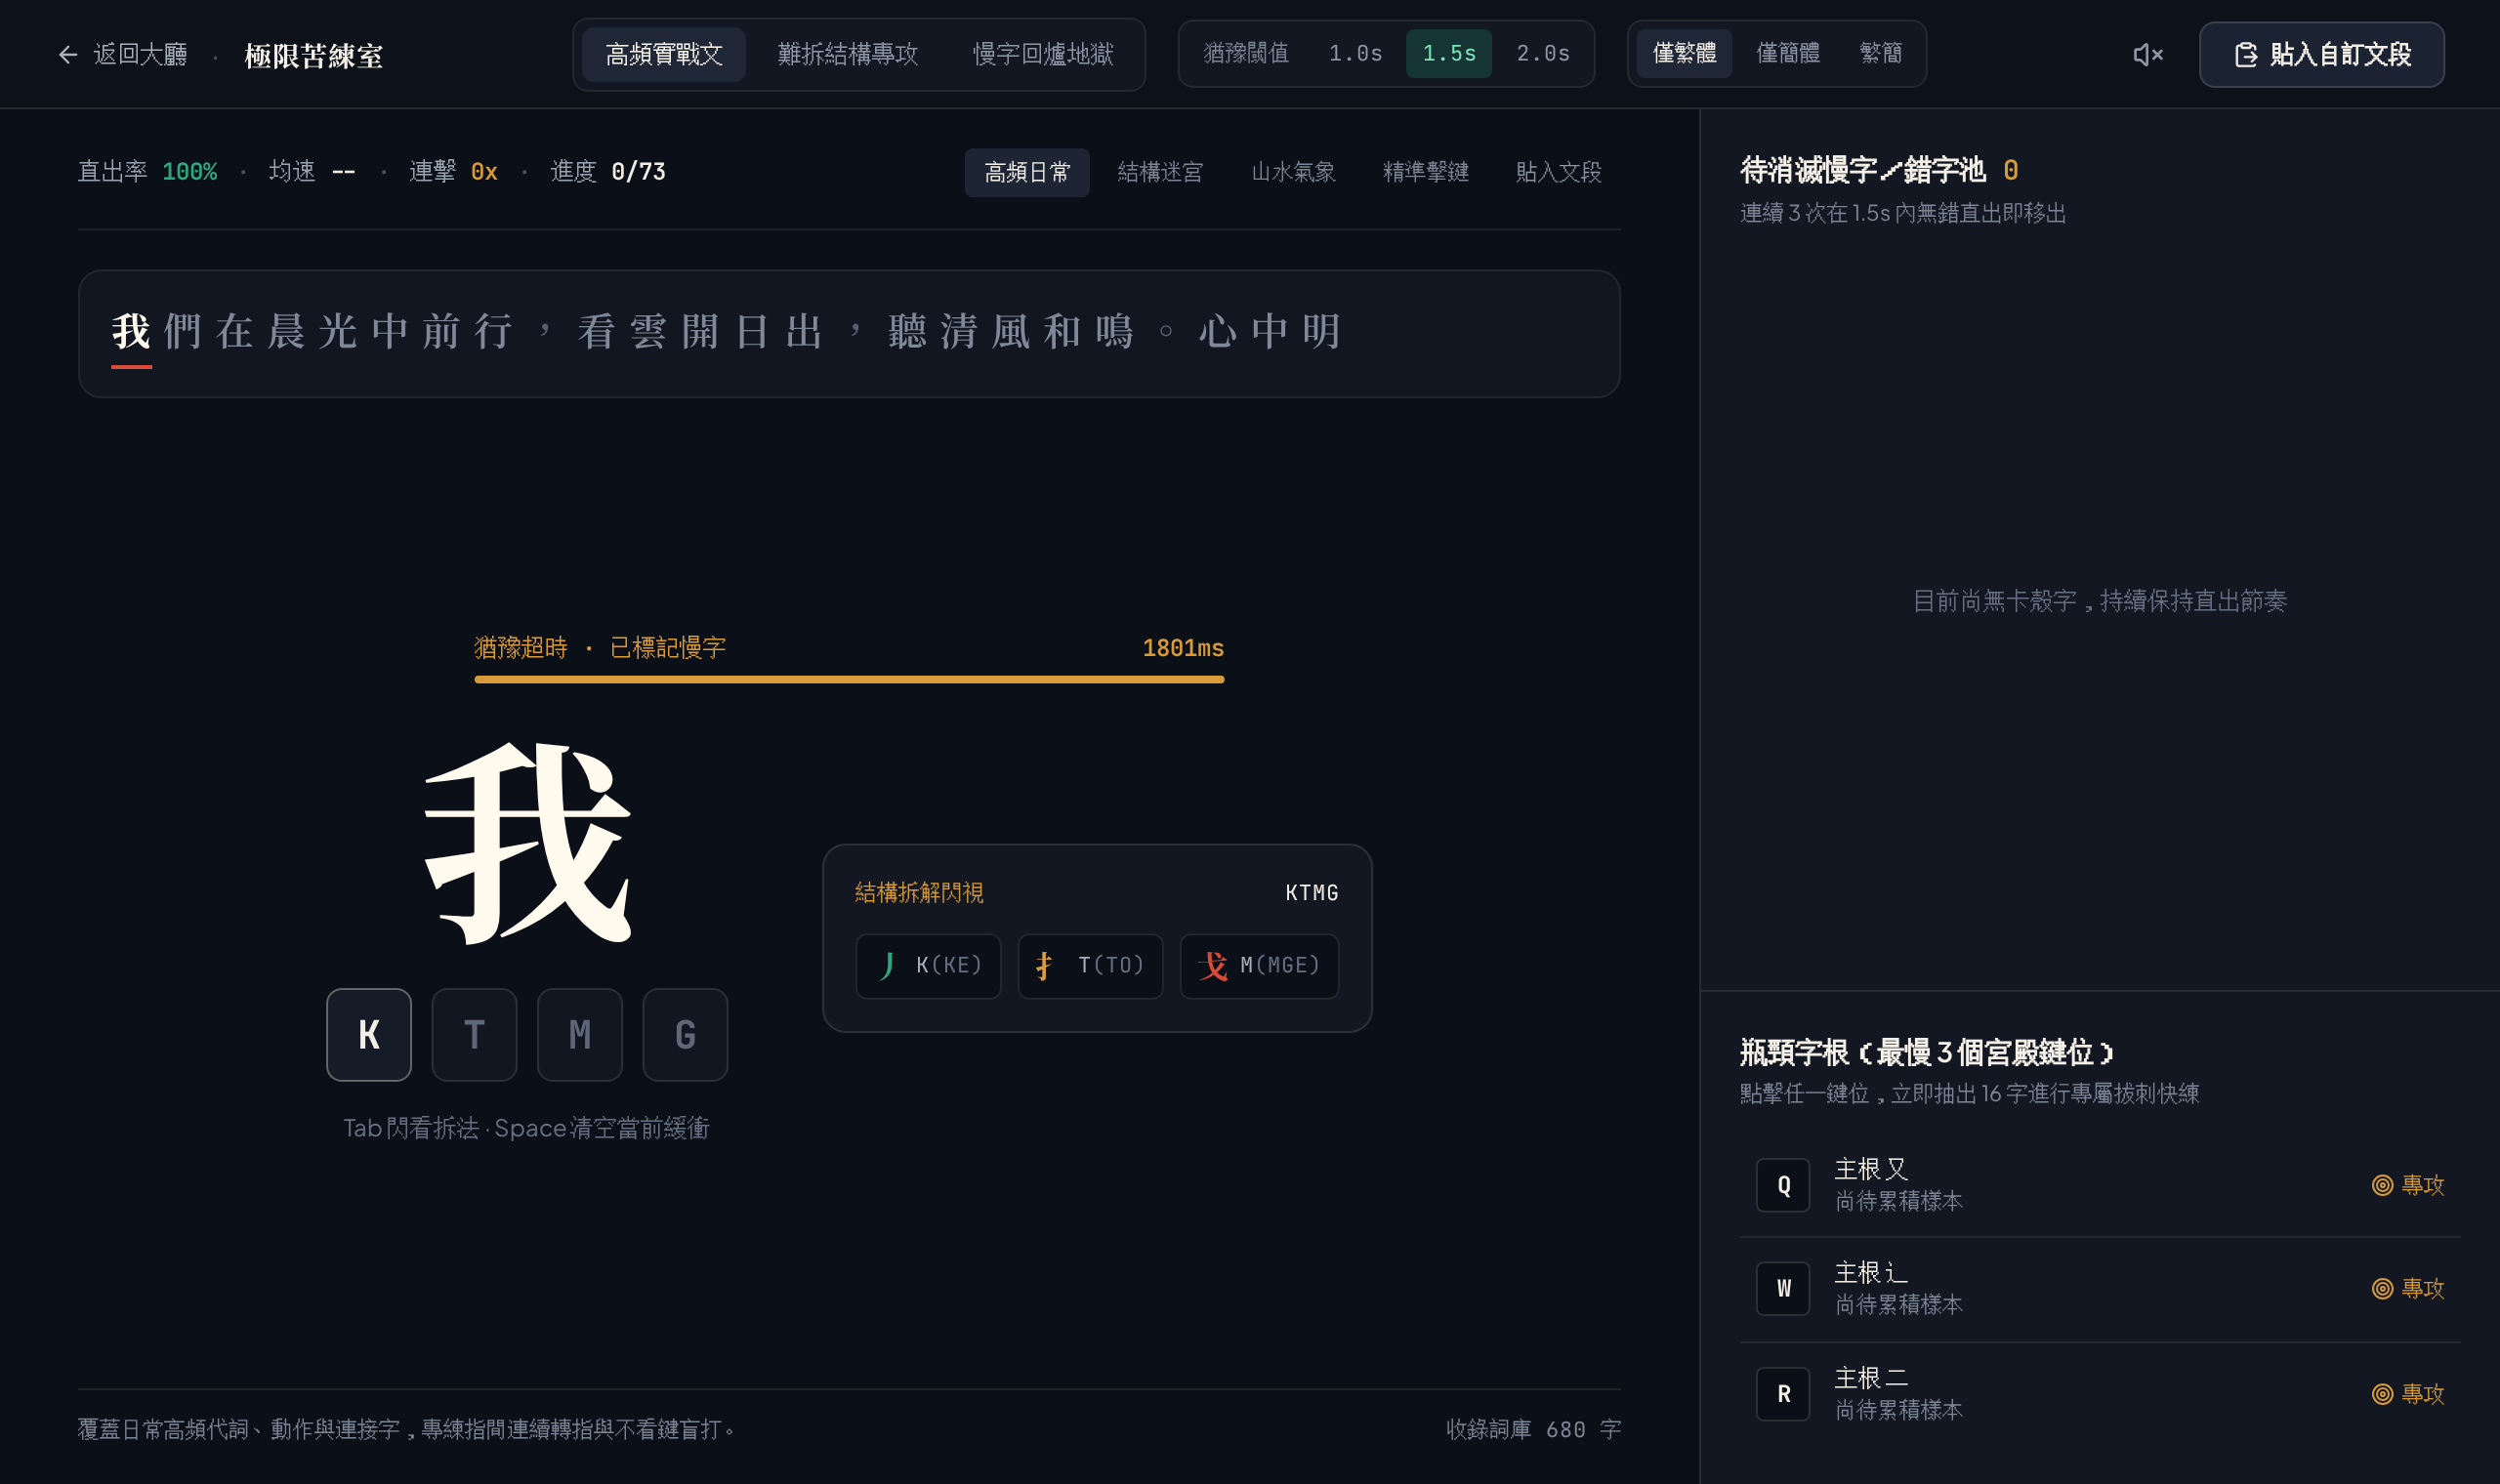 返回大廳 · 極限苦練室
高頻實戰文 難拆結構專攻 慢字回爐地獄
猶豫閾值 1.0s 1.5s 2.0s
僅繁體 僅簡體 繁簡
貼入自訂文段
直出率 100% · 均速 -- · 連擊 0x · 進度 0/73
高頻日常 結構迷宮 山水氣象 精準擊鍵 貼入文段
我們在晨光中前行，看雲開日出，聽清風和鳴。心中明
猶豫超時 · 已標記慢字 1801ms
我
結構拆解閃視 KTMG
丿 K(KE) 扌 T(TO) 戈 M(MGE)
K T M G
Tab 閃看拆法 · Space 清空當前緩衝
覆蓋日常高頻代詞、動作與連接字，專練指間連續轉指與不看鍵盲打。
收錄詞庫 680 字
待消滅慢字／錯字池 0
連續 3 次在 1.5s 內無錯直出即移出
目前尚無卡殼字，持續保持直出節奏
瓶頸字根（最慢 3 個宮殿鍵位）
點擊任一鍵位，立即抽出 16 字進行專屬拔刺快練
Q 主根 又 專攻
尚待累積樣本
W 主根 辶 專攻
尚待累積樣本
R 主根 二 專攻
尚待累積樣本